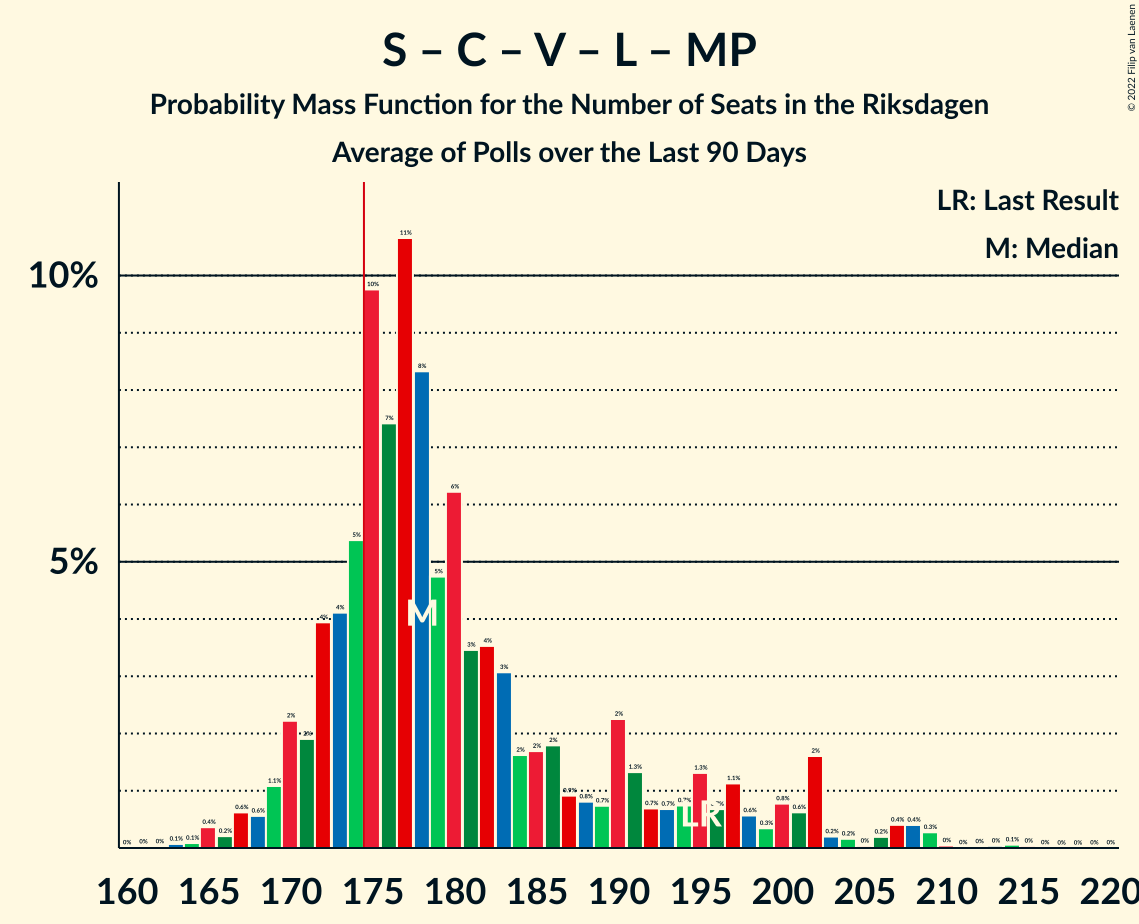 S – C – V – L – MP
Probability Mass Function for the Number of Seats in the Riksdagen
Average of Polls over the Last 90 Days
© 2022 Filip van Laenen
LR: Last Result
M: Median
10%
5%
0% 0% 0% 0.1% 0.1% 0.4% 0.2% 0.6% 0.6% 1.1% 2% 2% 4% 4% 5% 10% 7% 11% 8% 5% 6% 3% 4% 3% 2% 2% 2% 0.9% 0.8% 0.7% 2% 1.3% 0.7% 0.7% 0.7% 1.3% 0.7% 1.1% 0.6% 0.3% 0.8% 0.6% 2% 0.2% 0.2% 0% 0.2% 0.4% 0.4% 0.3% 0% 0% 0% 0% 0.1% 0% 0% 0% 0% 0% 0%
M
LR
160 165 170 175 180 185 190 195 200 205 210 215 220